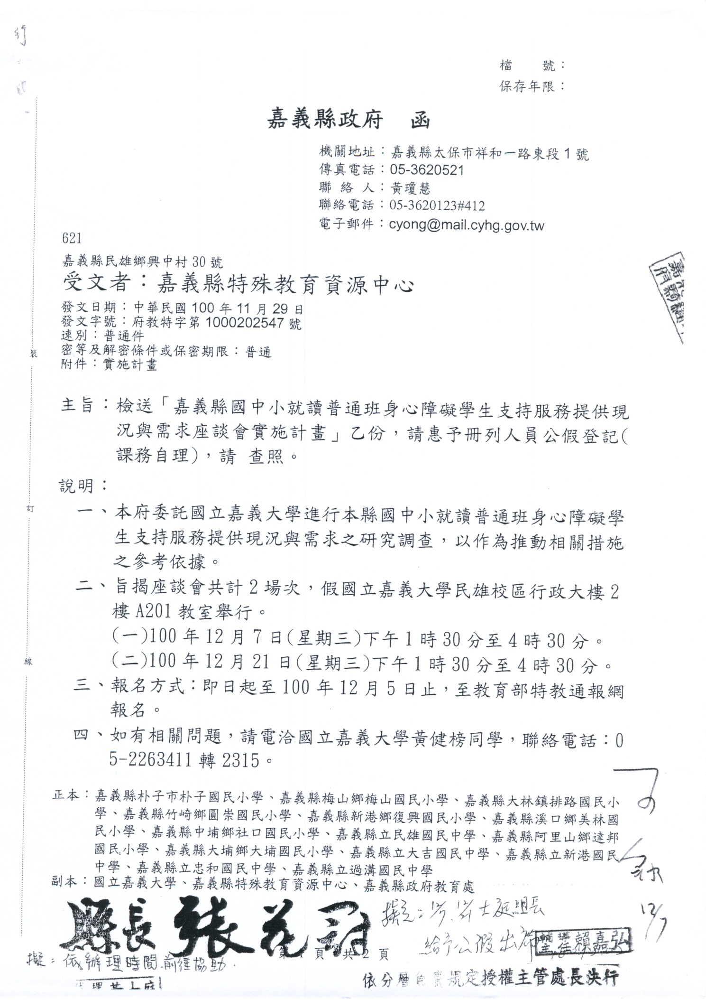 檔　　號：
保存年限：
嘉義縣政府　函
機關地址：嘉義縣太保市祥和一路東段1號
傳真電話：05-3620521
聯 絡 人：黃瓊慧
聯絡電話：05-3620123#412
電子郵件：cyong@mail.cyhg.gov.tw
621
嘉義縣民雄鄉興中村30號
受文者：嘉義縣特殊教育資源中心
發文日期：中華民國100年11月29日
發文字號：府教特字第1000202547號
速別：普通件
密等及解密條件或保密期限：普通
附件：實施計畫
裝
主旨：檢送「嘉義縣國中小就讀普通班身心障礙學生支持服務提供現
況與需求座談會實施計畫」乙份，請惠予冊列人員公假登記(
課務自理)，請 查照。
說明：
訂
一、本府委託國立嘉義大學進行本縣國中小就讀普通班身心障礙學
生支持服務提供現況與需求之研究調查，以作為推動相關措施
之參考依據。
二、旨揭座談會共計2場次，假國立嘉義大學民雄校區行政大樓2
樓A201教室舉行。
(一)100年12月7日(星期三)下午1時30分至4時30分。
線
(二)100年12月21日(星期三)下午1時30分至4時30分。
三、報名方式：即日起至100年12月5日止，至教育部特教通報網
報名。
四、如有相關問題，請電洽國立嘉義大學黃健榜同學，聯絡電話：0
5-2263411轉2315。
正本：嘉義縣朴子市朴子國民小學、嘉義縣梅山鄉梅山國民小學、嘉義縣大林鎮排路國民小
學、嘉義縣竹崎鄉圓崇國民小學、嘉義縣新港鄉復興國民小學、嘉義縣溪口鄉美林國
民小學、嘉義縣中埔鄉社口國民小學、嘉義縣立民雄國民中學、嘉義縣阿里山鄉達邦
國民小學、嘉義縣大埔鄉大埔國民小學、嘉義縣立大吉國民中學、嘉義縣立新港國民
中學、嘉義縣立忠和國民中學、嘉義縣立過溝國民中學
副本：國立嘉義大學、嘉義縣特殊教育資源中心、嘉義縣政府教育處
縣長 張花冠
士庭組長
給予公假出席
輔導主任 賴嘉弘
12/7
第1頁 共2頁
擬：依辦理時間前往協助.
依分層負責規定授權主管處長決行